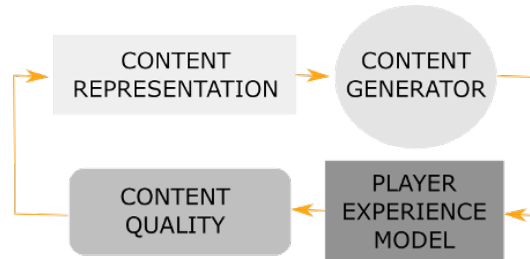 CONTENT
REPRESENTATION
CONTENT
GENERATOR
CONTENT
QUALITY
PLAYER
EXPERIENCE
MODEL